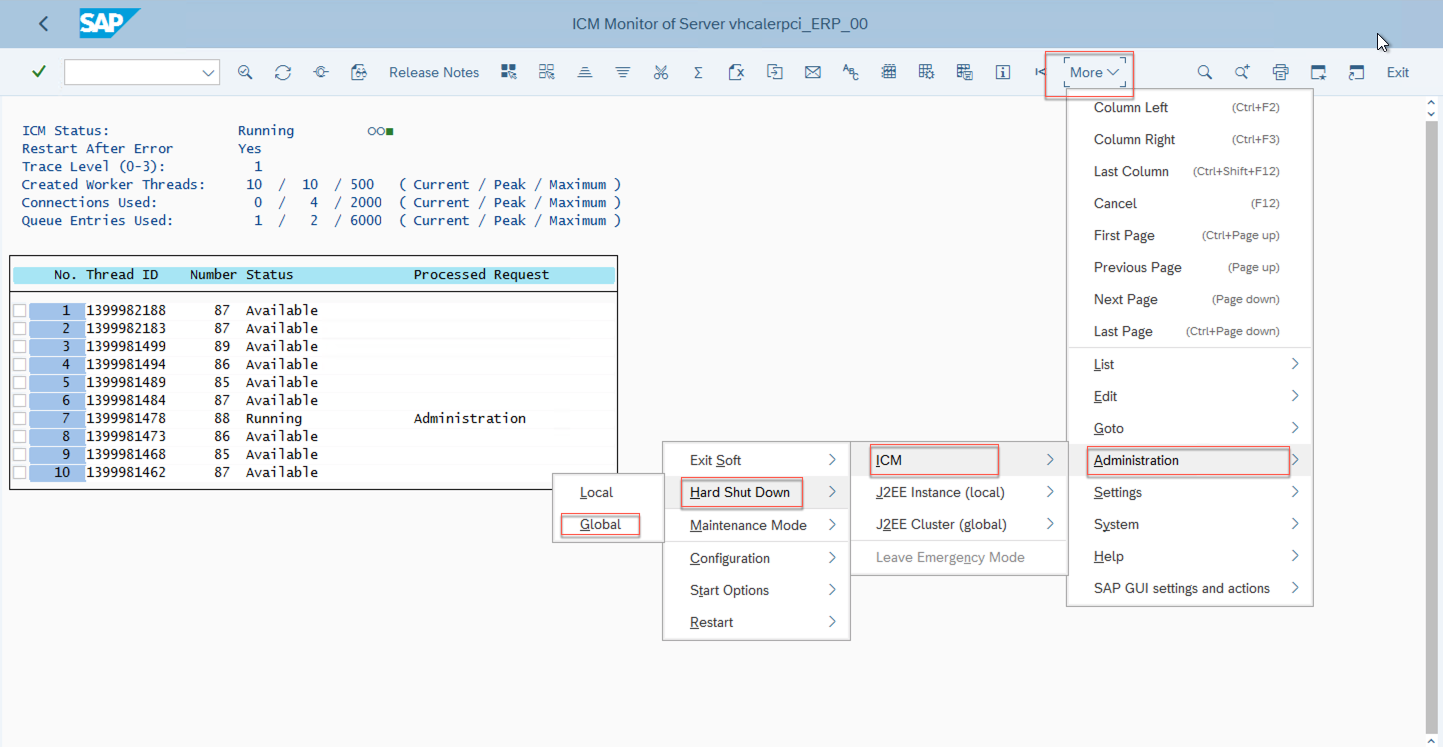 SAP
ICM Monitor of Server vhcalerpci_ERP_00
Release Notes
More
Exit
ICM Status: Running
Restart After Error Yes
Trace Level (0-3): 1
Created Worker Threads: 10 / 10 / 500 ( Current / Peak / Maximum )
Connections Used: 0 / 4 / 2000 ( Current / Peak / Maximum )
Queue Entries Used: 1 / 2 / 6000 ( Current / Peak / Maximum )
No. Thread ID Number Status Processed Request
1 1399982188 87 Available
2 1399982183 87 Available
3 1399981499 89 Available
4 1399981494 86 Available
5 1399981489 85 Available
6 1399981484 87 Available
7 1399981478 88 Running Administration
8 1399981473 86 Available
9 1399981468 85 Available
10 1399981462 87 Available
Column Left (Ctrl+F2)
Column Right (Ctrl+F3)
Last Column (Ctrl+Shift+F12)
Cancel (F12)
First Page (Ctrl+Page up)
Previous Page (Page up)
Next Page (Page down)
Last Page (Ctrl+Page down)
List
Edit
Goto
Administration
Settings
System
Help
SAP GUI settings and actions
ICM
J2EE Instance (local)
J2EE Cluster (global)
Leave Emergency Mode
Exit Soft
Hard Shut Down
Maintenance Mode
Configuration
Start Options
Restart
Local
Global